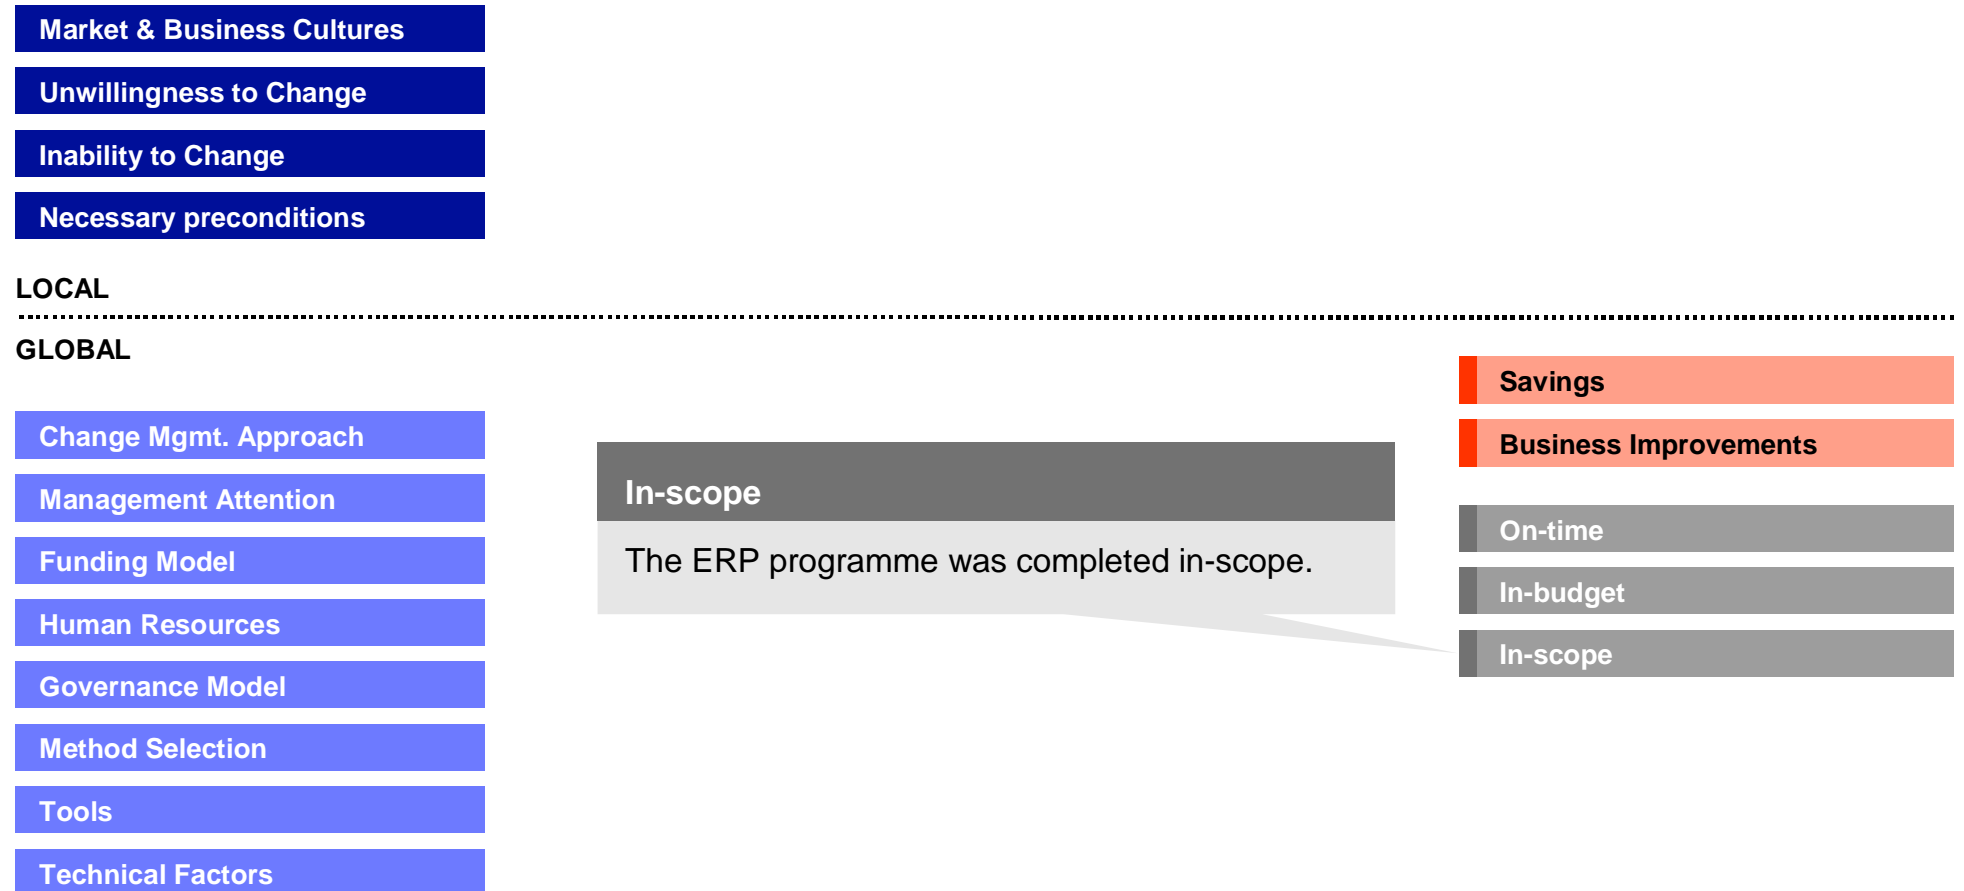 Market & Business Cultures
Unwillingness to Change
Inability to Change
Necessary preconditions
LOCAL
GLOBAL
Change Mgmt. Approach
Management Attention
Funding Model
Human Resources
Governance Model
Method Selection
Tools
Technical Factors
In-scope
The ERP programme was completed in-scope.
Savings
Business Improvements
On-time
In-budget
In-scope